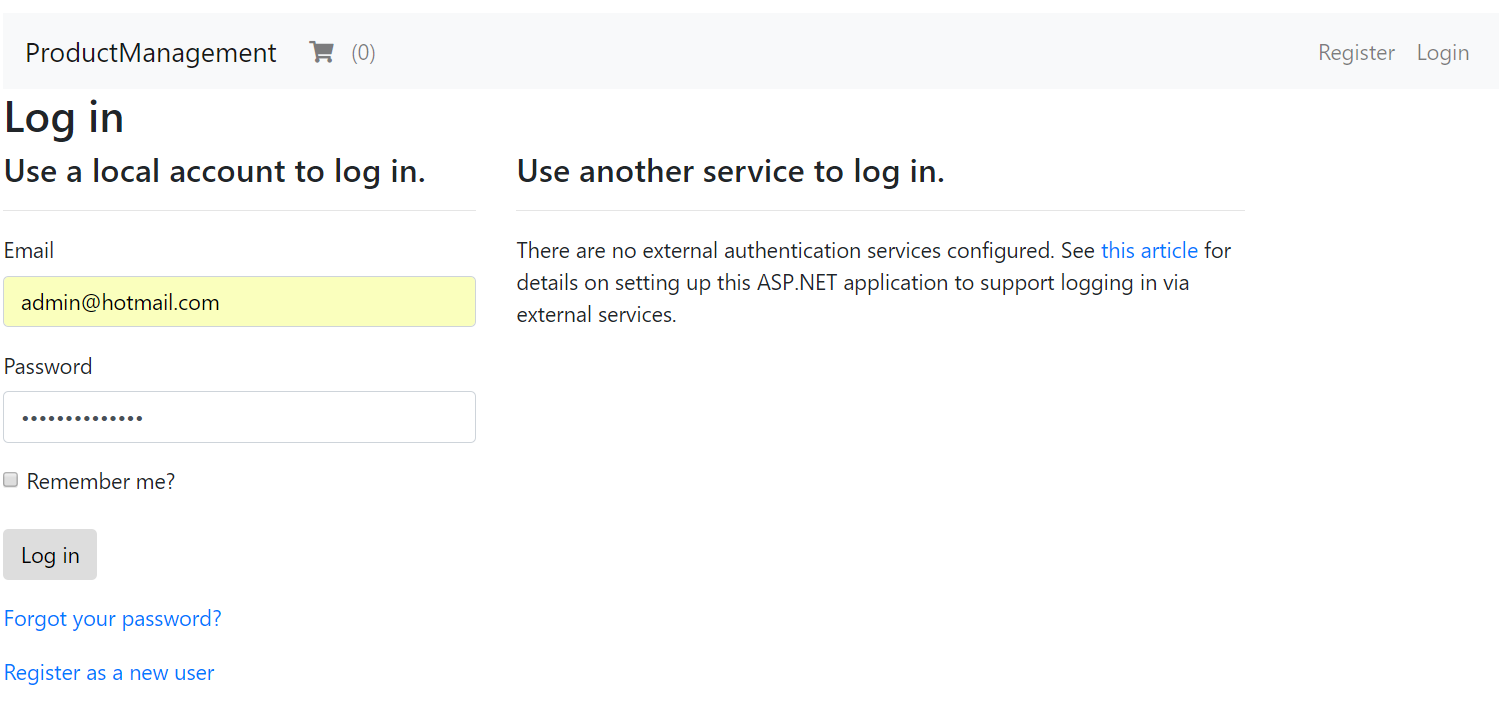 ProductManagement (0) Register Login
Log in
Use a local account to log in.
Email
admin@hotmail.com
Password
••••••••••••••
Remember me?
Log in
Forgot your password?
Register as a new user
Use another service to log in.
There are no external authentication services configured. See this article for
details on setting up this ASP.NET application to support logging in via
external services.